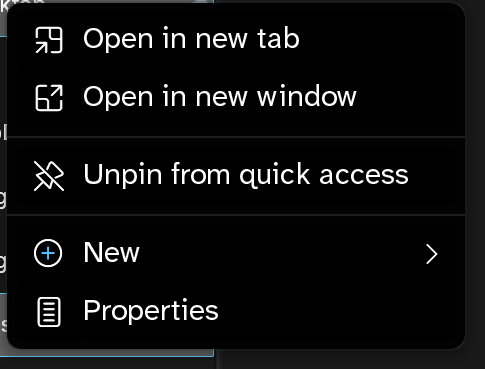 Open in new tab
Open in new window
Unpin from quick access
New
Properties